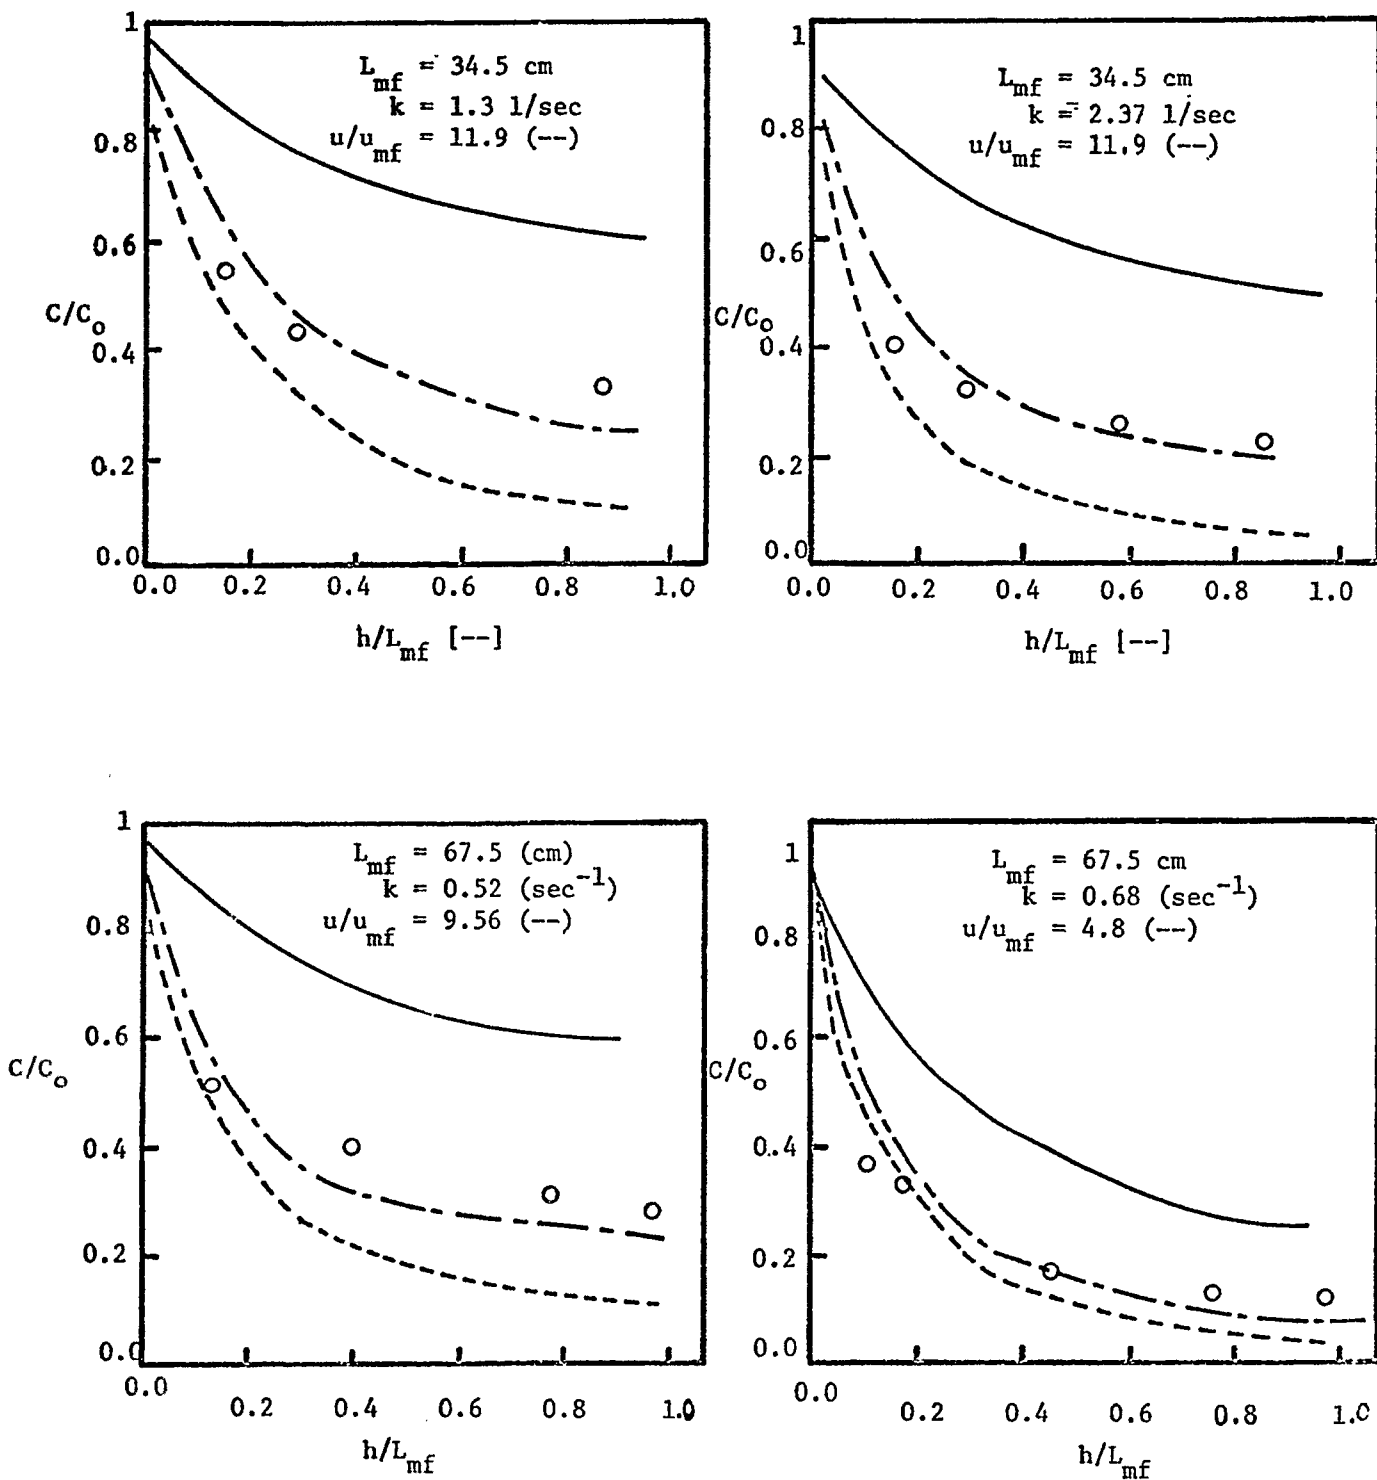 1
L_mf = 34.5 cm
k = 1.3 1/sec
u/u_mf = 11.9 (--)
0.8
0.6
C/C_o
0.4
0.2
0.0
0.0 0.2 0.4 0.6 0.8 1.0
h/L_mf [--]
1
L_mf = 34.5 cm
k = 2.37 1/sec
u/u_mf = 11.9 (--)
0.8
0.6
C/C_o
0.4
0.2
0.0
0.0 0.2 0.4 0.6 0.8 1.0
h/L_mf [--]
1
L_mf = 67.5 (cm)
k = 0.52 (sec^-1)
u/u_mf = 9.56 (--)
0.8
0.6
C/C_o
0.4
0.2
0.0
0.0 0.2 0.4 0.6 0.8 1.0
h/L_mf
1
L_mf = 67.5 cm
k = 0.68 (sec^-1)
u/u_mf = 4.8 (--)
0.8
0.6
C/C_o
0.4
0.2
0.0
0.0 0.2 0.4 0.6 0.8 1.0
h/L_mf